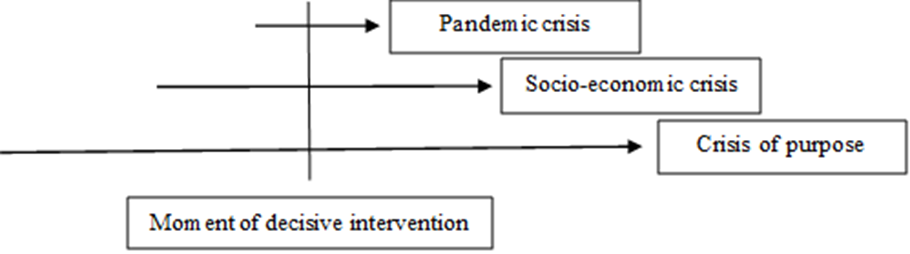 Pandemic crisis
Socio-economic crisis
Crisis of purpose
Moment of decisive intervention